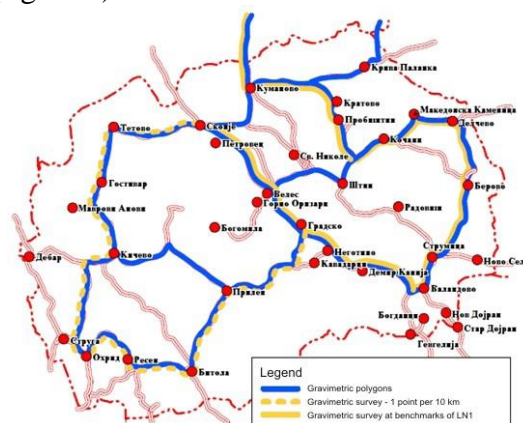 Крива Паланка
Куманово
Кратово
Македонска Каменица
Пробиштип
Делчево
Тетово
Скопје
Петровец
Кочани
Св. Николе
Гостивар
Штип
Берово
Велес
Маврови Анови
Горно Оризари
Радовиш
Богомила
Градско
Струмица
Дебар
Кичево
Неготино
Ново Сел
Кавадарци
Демир Капија
Прилеп
Валандово
Богданци
Нов Дојран
Стар Дојран
Гевгелија
Струга
Охрид
Ресен
Битола
Legend
Gravimetric polygons
Gravimetric survey - 1 point per 10 km
Gravimetric survey at benchmarks of LN1